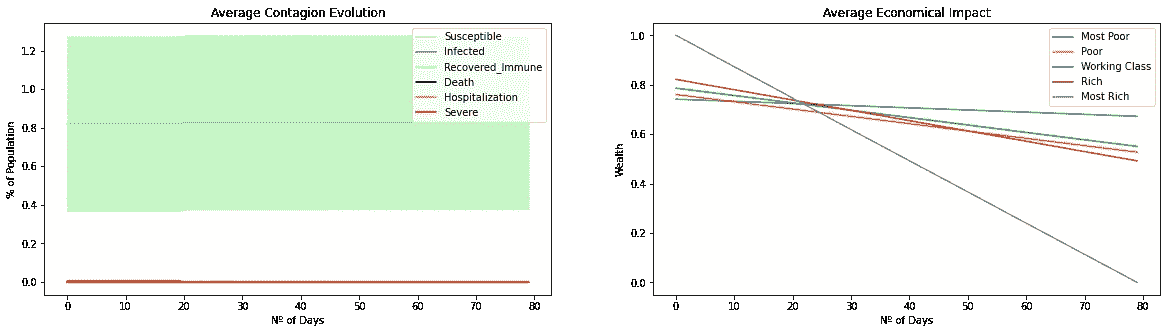 Average Contagion Evolution
% of Population
1.2
1.0
0.8
0.6
0.4
0.2
0.0
0 10 20 30 40 50 60 70 80
Nº of Days
Susceptible
Infected
Recovered_Immune
Death
Hospitalization
Severe
Average Economical Impact
Wealth
1.0
0.8
0.6
0.4
0.2
0.0
0 10 20 30 40 50 60 70 80
Nº of Days
Most Poor
Poor
Working Class
Rich
Most Rich